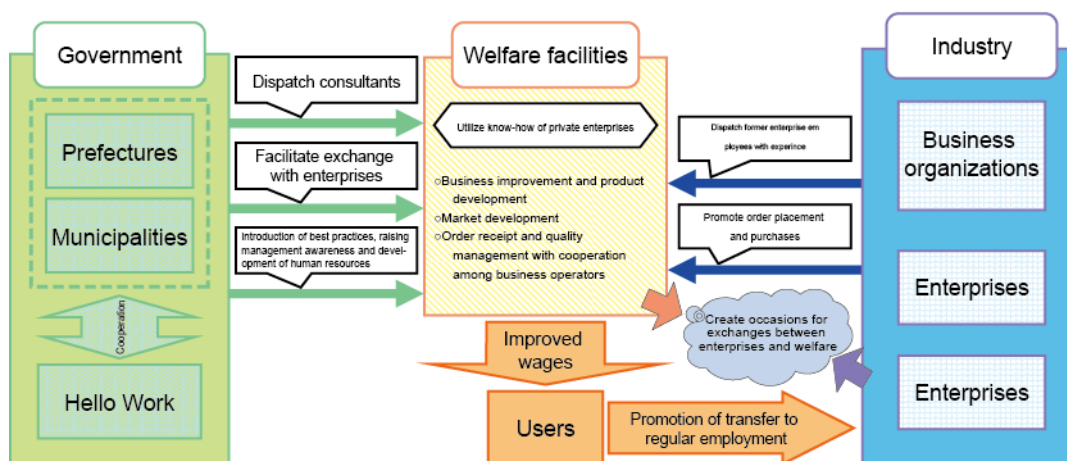 Government
Prefectures
Municipalities
Cooperation
Hello Work
Dispatch consultants
Facilitate exchange
with enterprises
Introduction of best practices, raising
management awareness and devel-
opment of human resources
Welfare facilities
Utilize know-how of private enterprises
○Business improvement and product
development
○Market development
○Order receipt and quality
management with cooperation
among business operators
Improved
wages
Users
Promotion of transfer to
regular employment
Dispatch former enterprise em
ployees with experince
Promote order placement
and purchases
Create occasions for
exchanges between
enterprises and welfare
Industry
Business
organizations
Enterprises
Enterprises